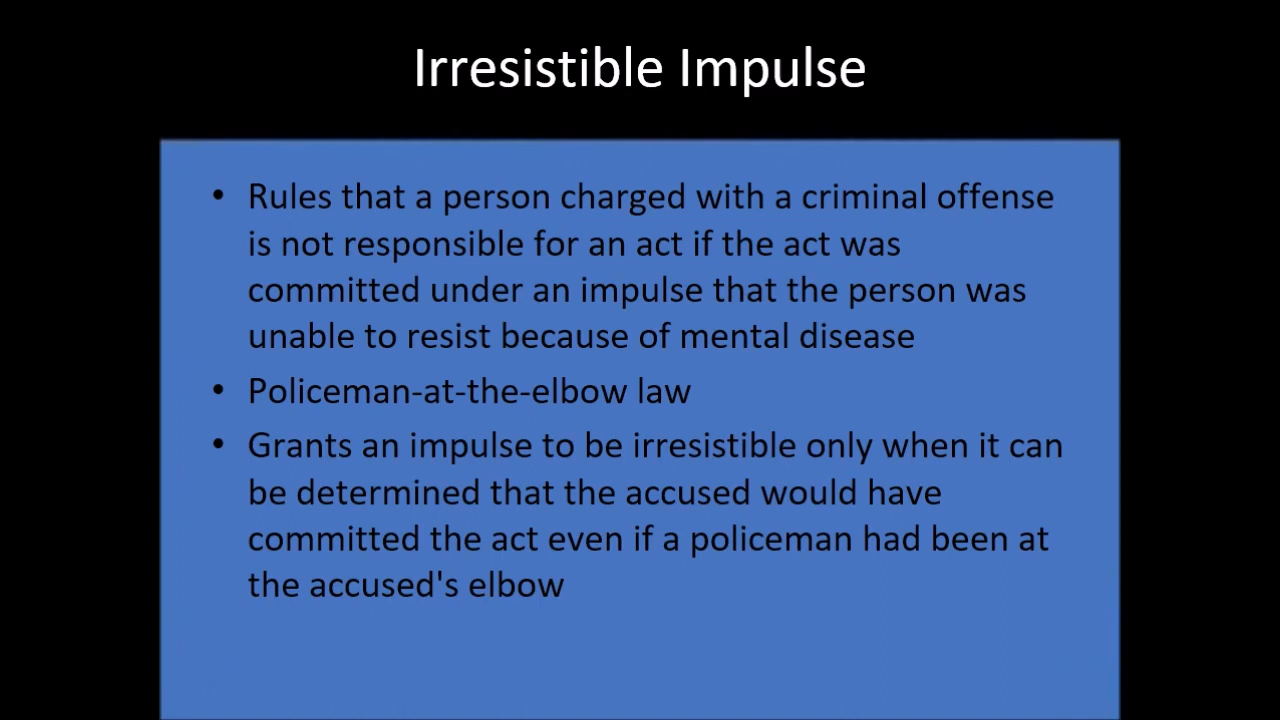 Irresistible Impulse
• Rules that a person charged with a criminal offense
is not responsible for an act if the act was
committed under an impulse that the person was
unable to resist because of mental disease
• Policeman-at-the-elbow law
• Grants an impulse to be irresistible only when it can
be determined that the accused would have
committed the act even if a policeman had been at
the accused's elbow